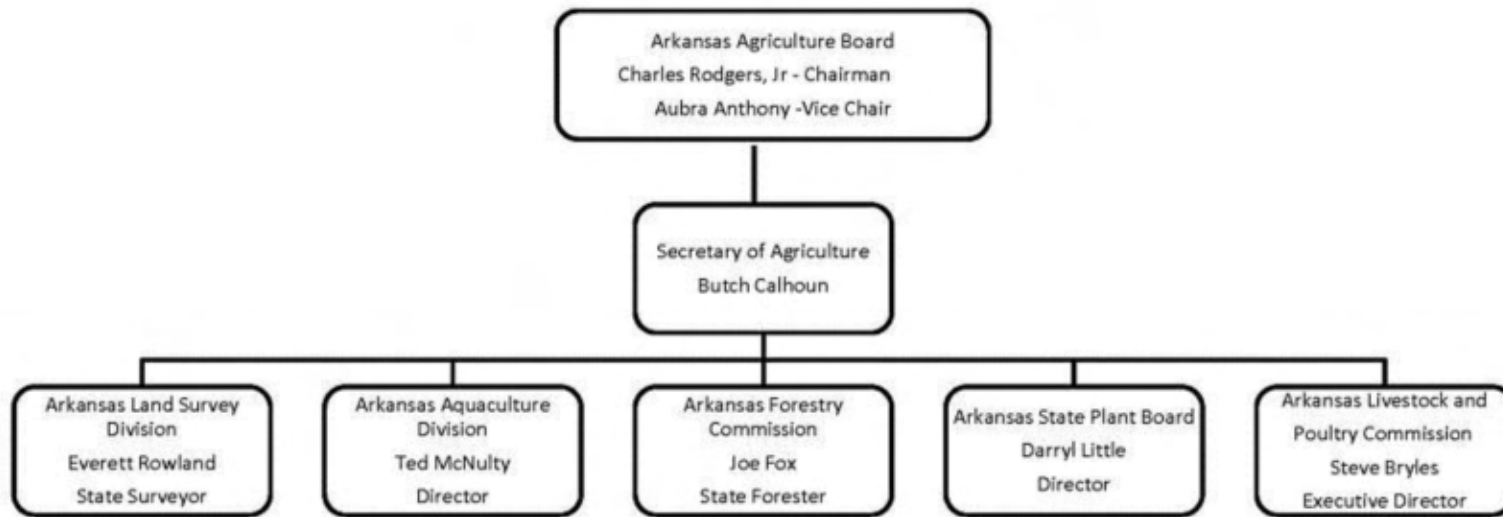 Arkansas Agriculture Board
Charles Rodgers, Jr - Chairman
Aubra Anthony -Vice Chair
Secretary of Agriculture
Butch Calhoun
Arkansas Land Survey
Division
Everett Rowland
State Surveyor
Arkansas Aquaculture
Division
Ted McNulty
Director
Arkansas Forestry
Commission
Joe Fox
State Forester
Arkansas State Plant Board
Darryl Little
Director
Arkansas Livestock and
Poultry Commission
Steve Bryles
Executive Director